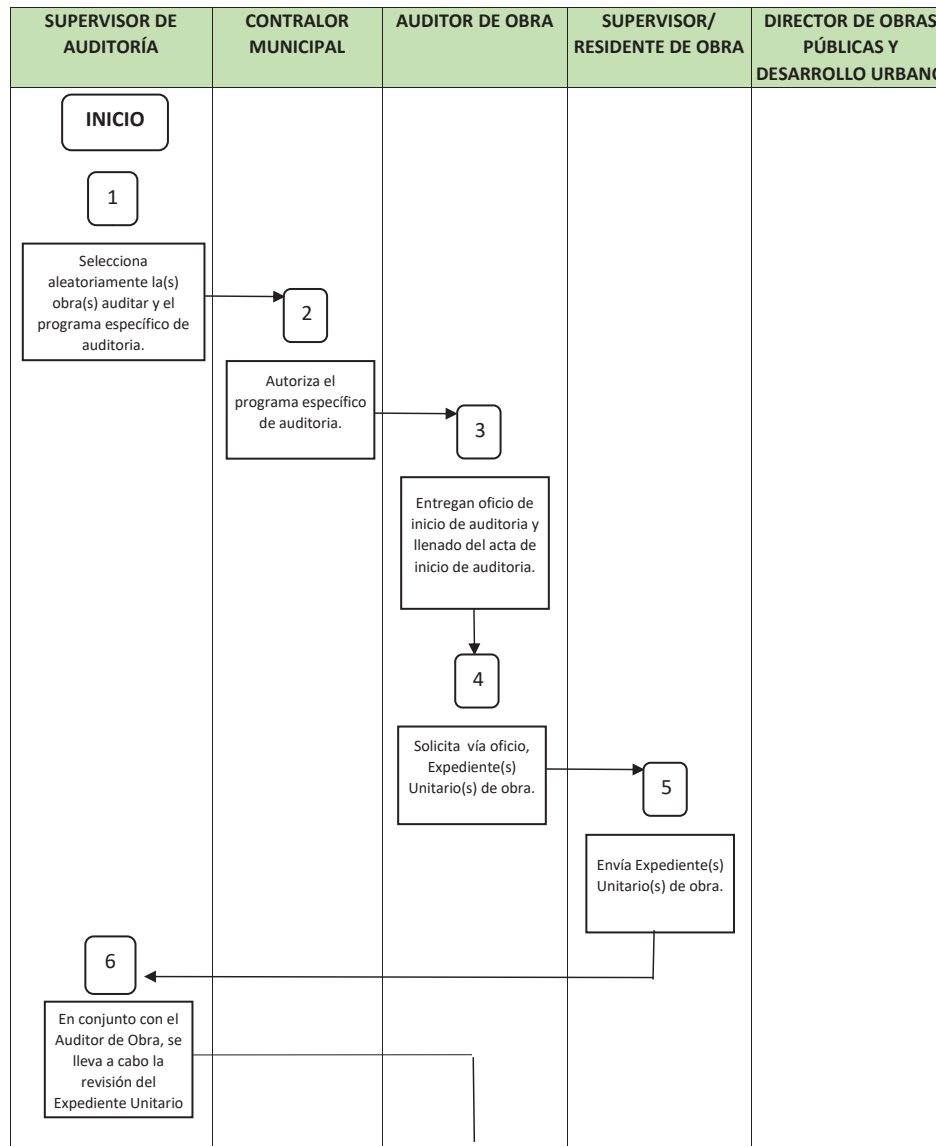 SUPERVISOR DE
AUDITORÍA
CONTRALOR
MUNICIPAL
AUDITOR DE OBRA
SUPERVISOR/
RESIDENTE DE OBRA
DIRECTOR DE OBRAS
PÚBLICAS Y
DESARROLLO URBANO
INICIO
1
Selecciona
aleatoriamente la(s)
obra(s) auditar y el
programa específico de
auditoria.
2
Autoriza el
programa específico
de auditoria.
3
Entregan oficio de
inicio de auditoria y
llenado del acta de
inicio de auditoria.
4
Solicita vía oficio,
Expediente(s)
Unitario(s) de obra.
5
Envía Expediente(s)
Unitario(s) de obra.
6
En conjunto con el
Auditor de Obra, se
lleva a cabo la
revisión del
Expediente Unitario